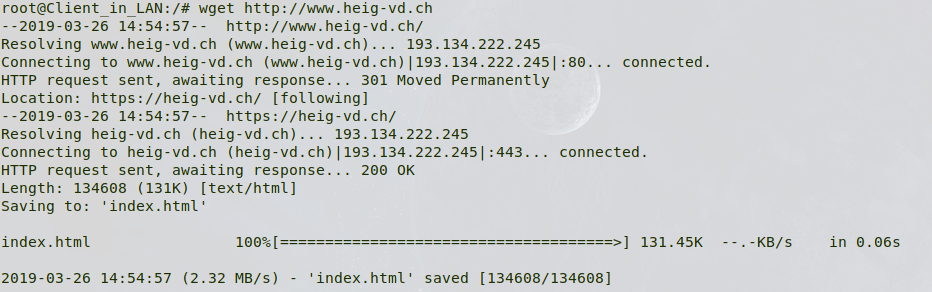 root@Client_in_LAN:/# wget http://www.heig-vd.ch
--2019-03-26 14:54:57--  http://www.heig-vd.ch/
Resolving www.heig-vd.ch (www.heig-vd.ch)... 193.134.222.245
Connecting to www.heig-vd.ch (www.heig-vd.ch)|193.134.222.245|:80... connected.
HTTP request sent, awaiting response... 301 Moved Permanently
Location: https://heig-vd.ch/ [following]
--2019-03-26 14:54:57--  https://heig-vd.ch/
Resolving heig-vd.ch (heig-vd.ch)... 193.134.222.245
Connecting to heig-vd.ch (heig-vd.ch)|193.134.222.245|:443... connected.
HTTP request sent, awaiting response... 200 OK
Length: 134608 (131K) [text/html]
Saving to: 'index.html'
index.html                100%[=====================================>] 131.45K  --.-KB/s    in 0.06s
2019-03-26 14:54:57 (2.32 MB/s) - 'index.html' saved [134608/134608]